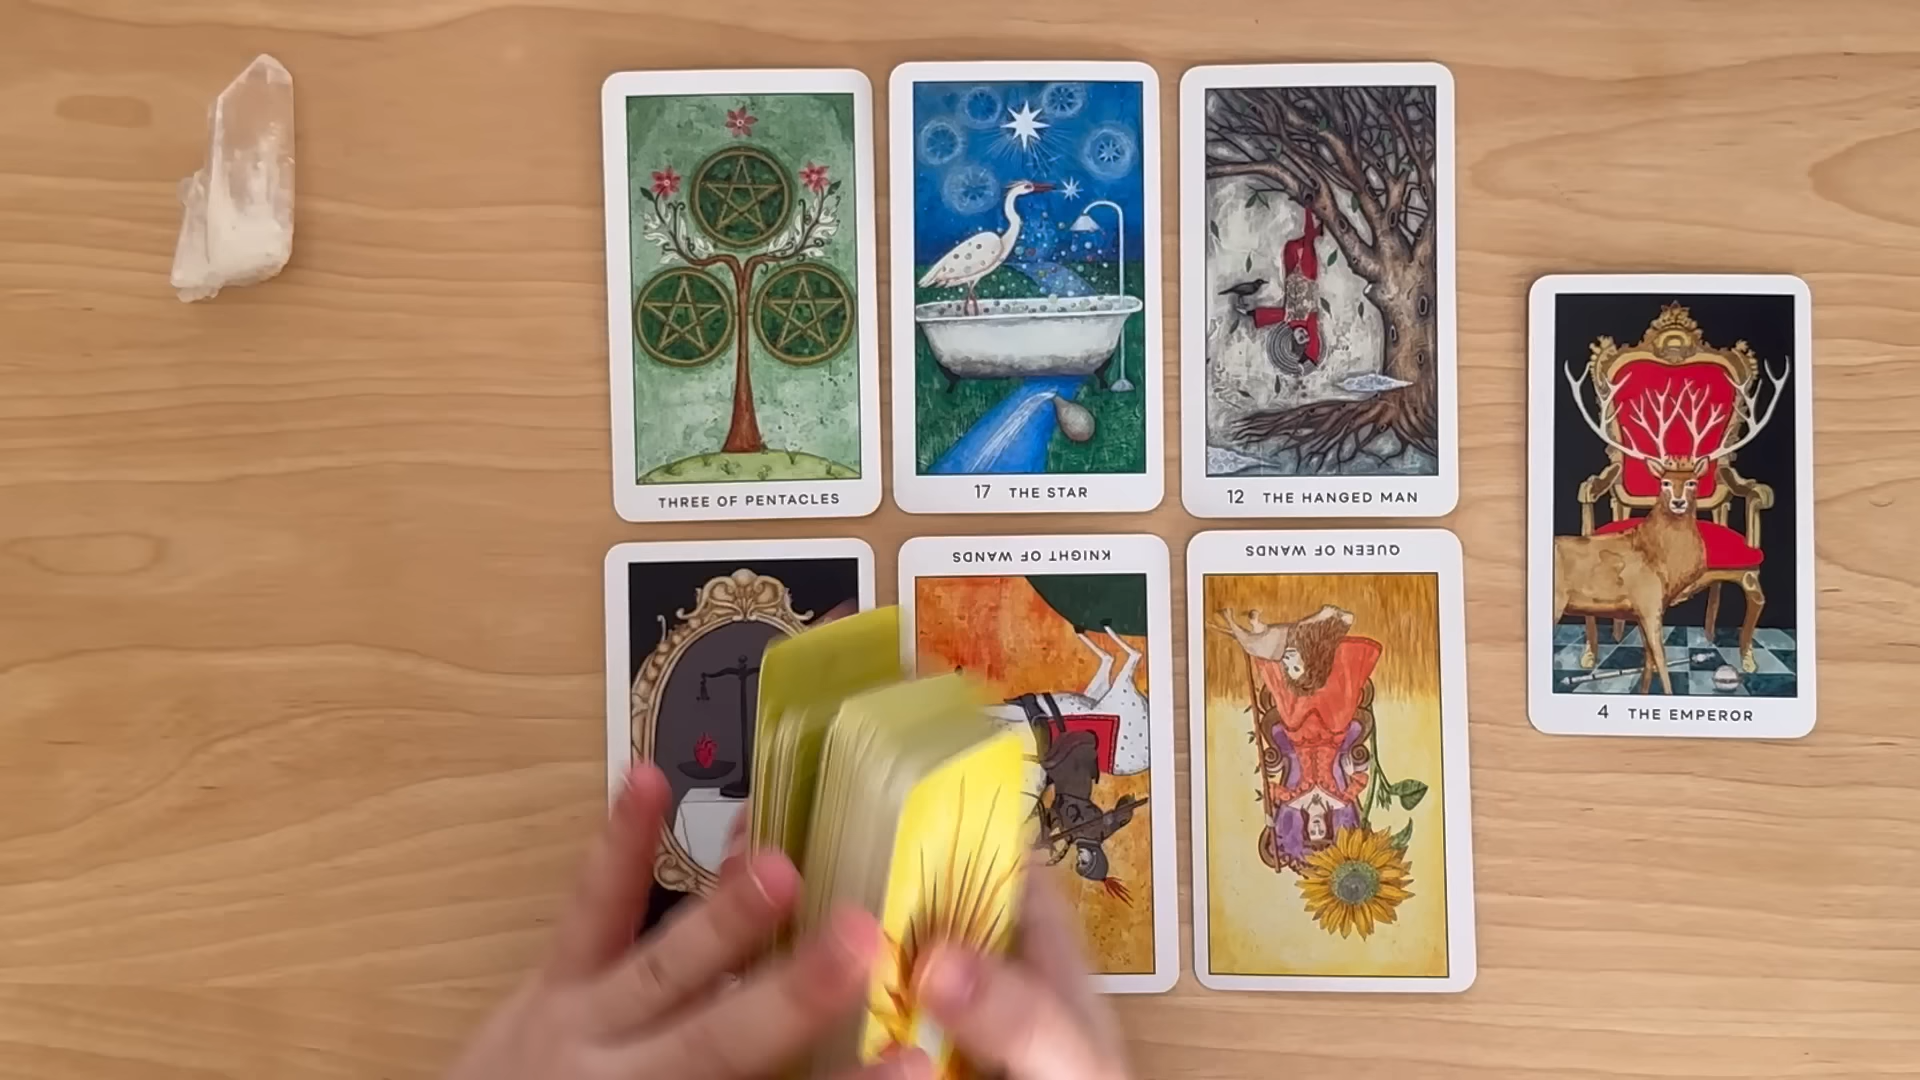 THREE OF PENTACLES
17 THE STAR
12 THE HANGED MAN
KNIGHT OF WANDS
QUEEN OF WANDS
4 THE EMPEROR